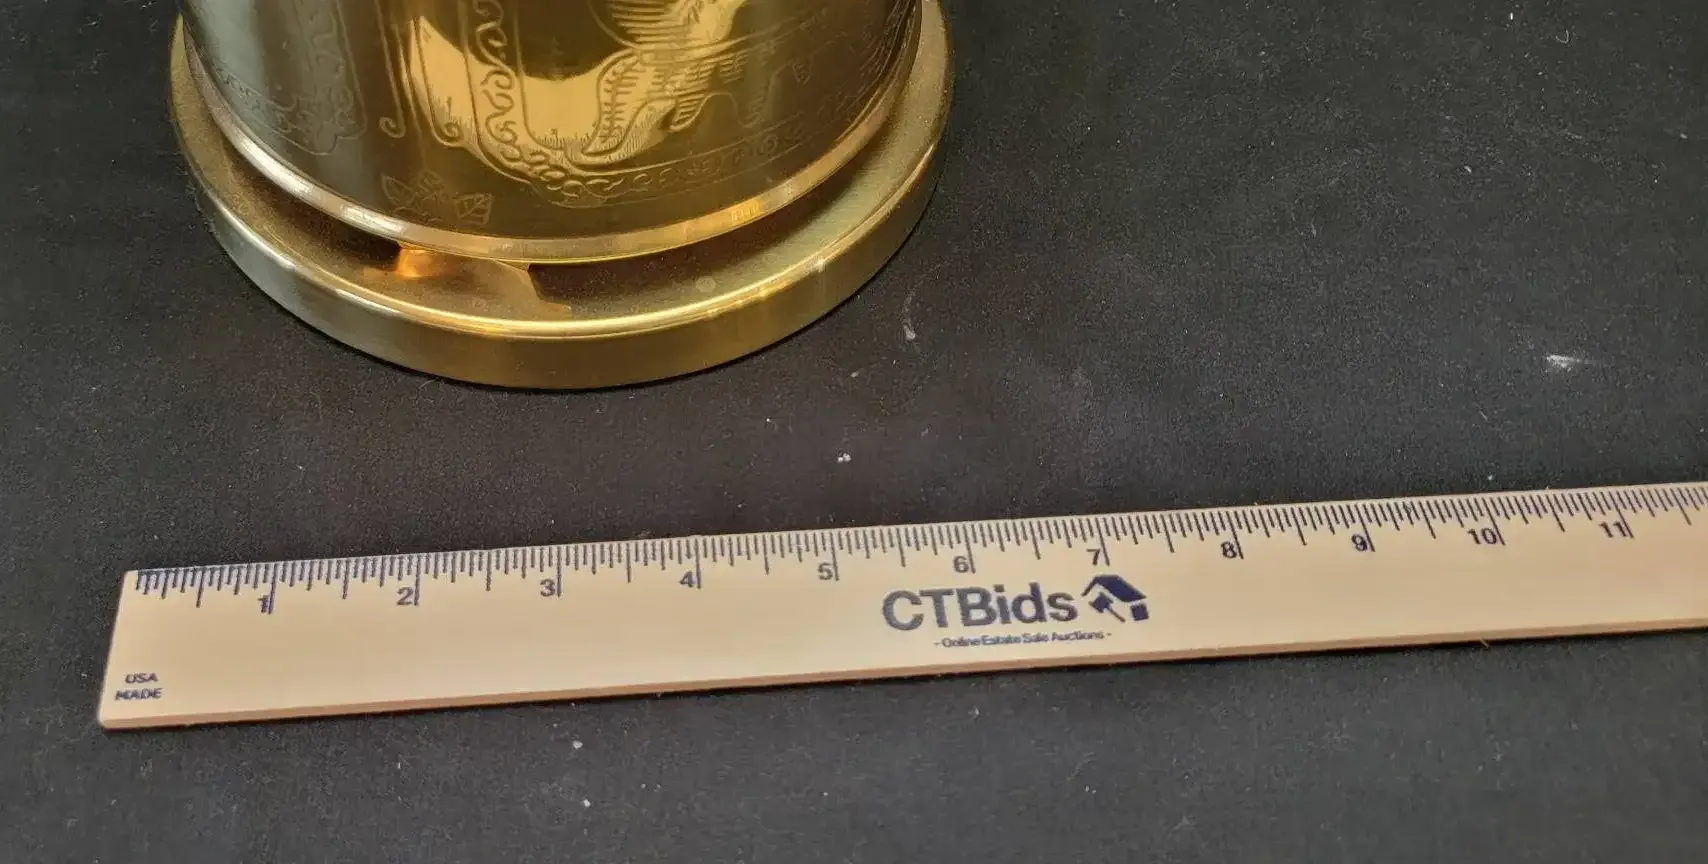 1 2 3 4 5 6 7 8 9 10 11
CTBids
- Online Estate Sale Auctions -
USA
MADE